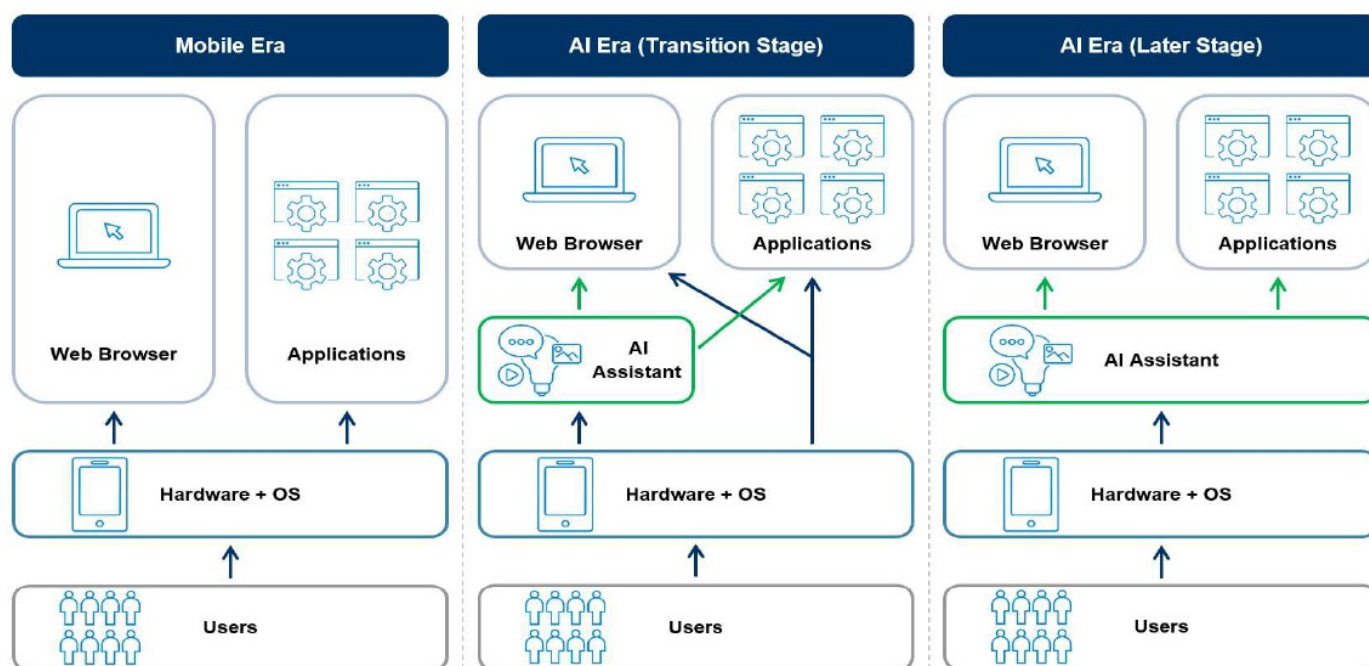 Mobile Era
Web Browser
Applications
Hardware + OS
Users
AI Era (Transition Stage)
Web Browser
Applications
AI
Assistant
Hardware + OS
Users
AI Era (Later Stage)
Web Browser
Applications
AI Assistant
Hardware + OS
Users